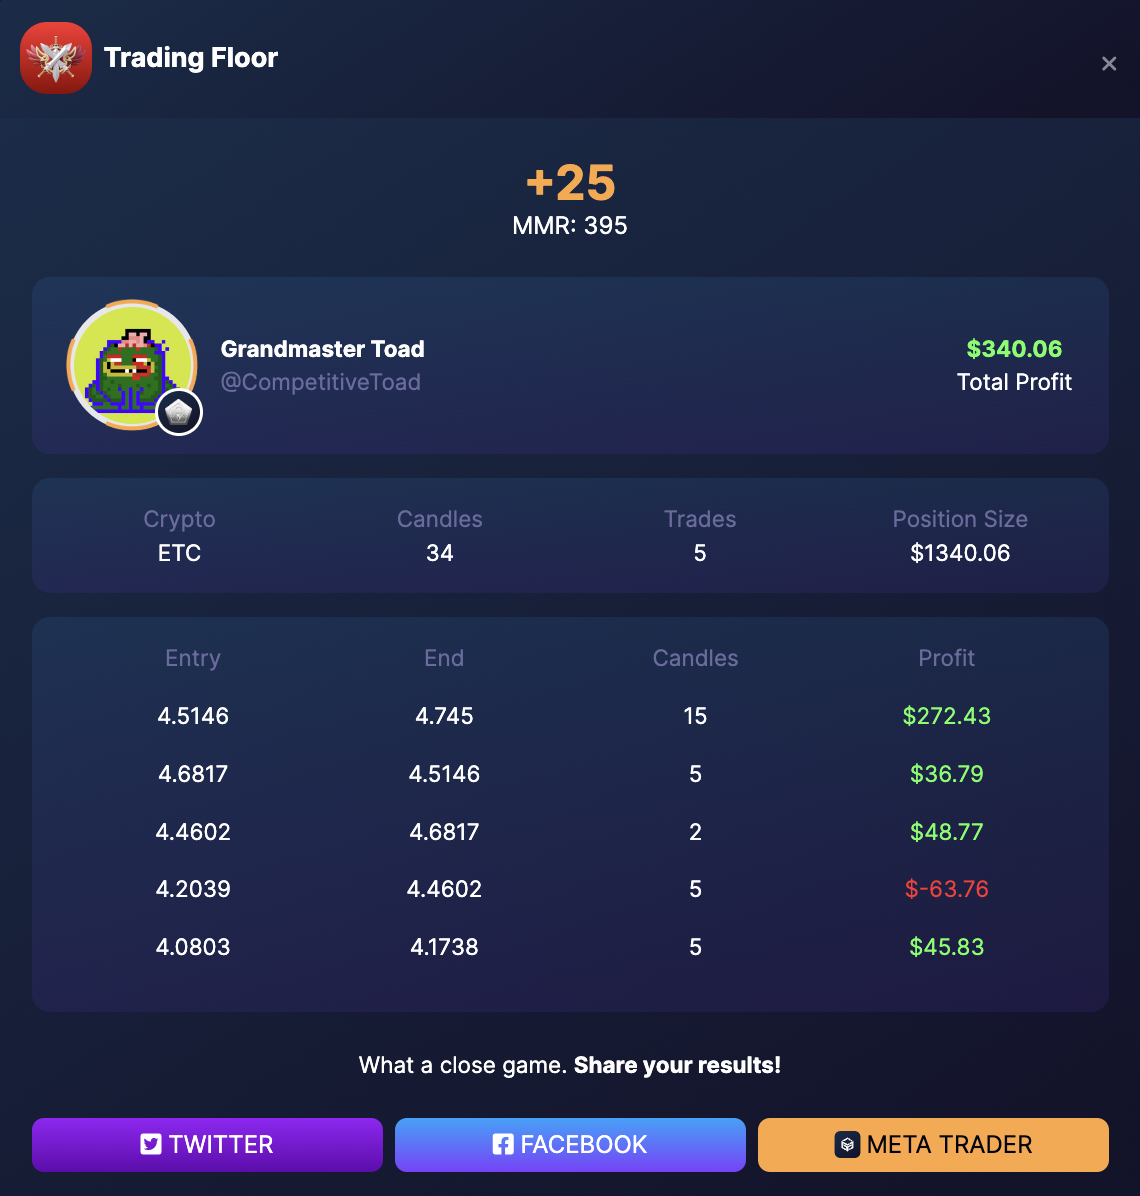 Trading Floor
×
+25
MMR: 395
Grandmaster Toad
@CompetitiveToad
$340.06
Total Profit
Crypto Candles Trades Position Size
ETC 34 5 $1340.06
Entry End Candles Profit
4.5146 4.745 15 $272.43
4.6817 4.5146 5 $36.79
4.4602 4.6817 2 $48.77
4.2039 4.4602 5 $-63.76
4.0803 4.1738 5 $45.83
What a close game. Share your results!
TWITTER FACEBOOK META TRADER